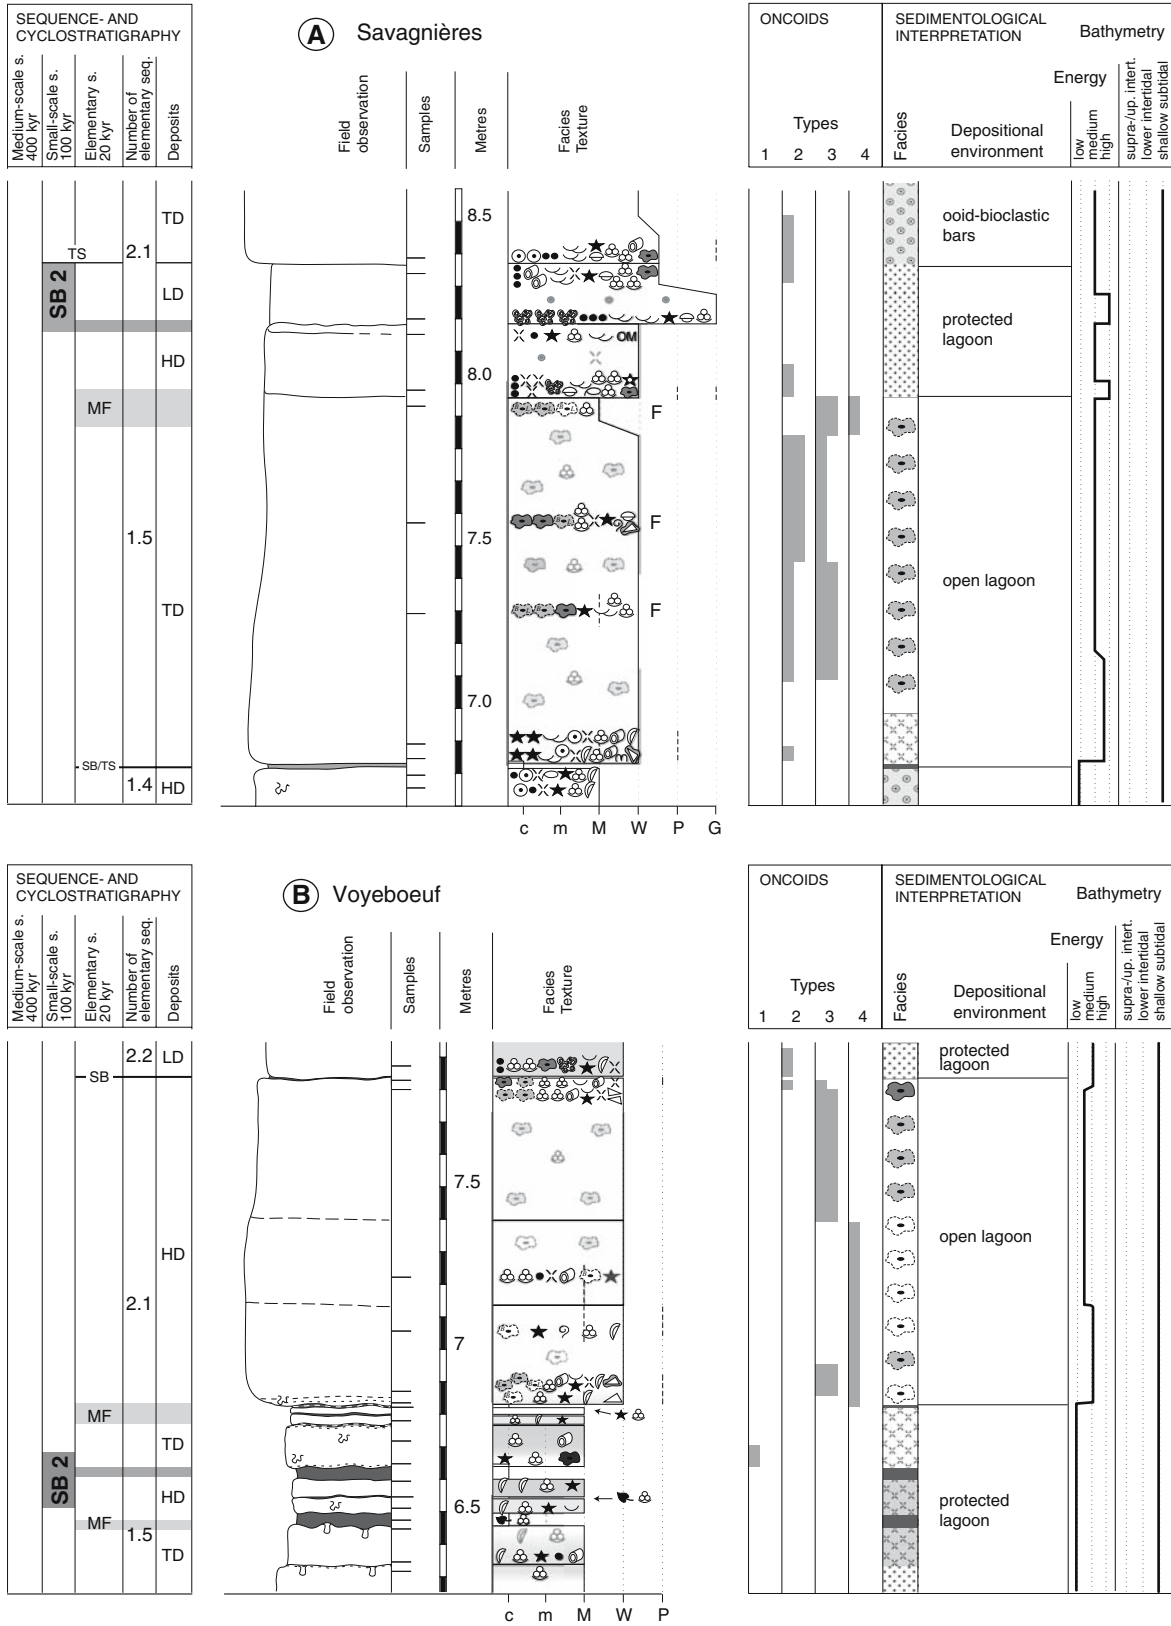 SEQUENCE- AND
CYCLOSTRATIGRAPHY
Medium-scale s.
400 kyr
Small-scale s.
100 kyr
Elementary s.
20 kyr
Number of
elementary seq.
Deposits
A Savagnières
Field
observation
Samples
Metres
Facies
Texture
ONCOIDS
Types
1 2 3 4
SEDIMENTOLOGICAL
INTERPRETATION
Bathymetry
Energy
Facies
Depositional
environment
low
medium
high
supra-/up. intert.
lower intertidal
shallow subtidal
TD
TS 2.1
SB 2
LD
HD
MF
1.5
TD
SB/TS
1.4 HD
8.5
8.0
7.5
7.0
OM
F
F
F
m
c m M W P G
ooid-bioclastic
bars
protected
lagoon
open lagoon
SEQUENCE- AND
CYCLOSTRATIGRAPHY
Medium-scale s.
400 kyr
Small-scale s.
100 kyr
Elementary s.
20 kyr
Number of
elementary seq.
Deposits
B Voyeboeuf
Field
observation
Samples
Metres
Facies
Texture
ONCOIDS
Types
1 2 3 4
SEDIMENTOLOGICAL
INTERPRETATION
Bathymetry
Energy
Facies
Depositional
environment
low
medium
high
supra-/up. intert.
lower intertidal
shallow subtidal
2.2 LD
SB
HD
2.1
MF
TD
SB 2
HD
MF
1.5
TD
7.5
7
6.5
c m M W P
protected
lagoon
open lagoon
protected
lagoon